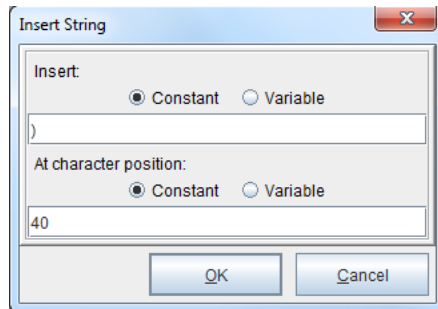 Insert String
Insert:
Constant Variable
)
At character position:
Constant Variable
40
OK Cancel